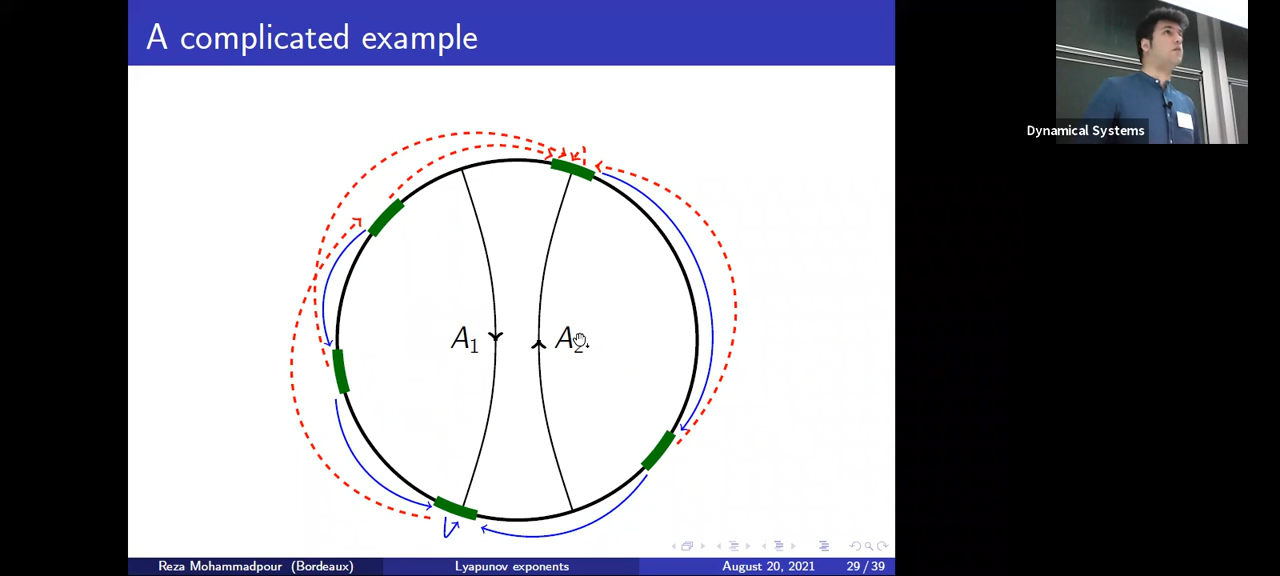 A complicated example
Dynamical Systems
A₁
A₂
Reza Mohammadpour (Bordeaux)
Lyapunov exponents
August 20, 2021
29 / 39